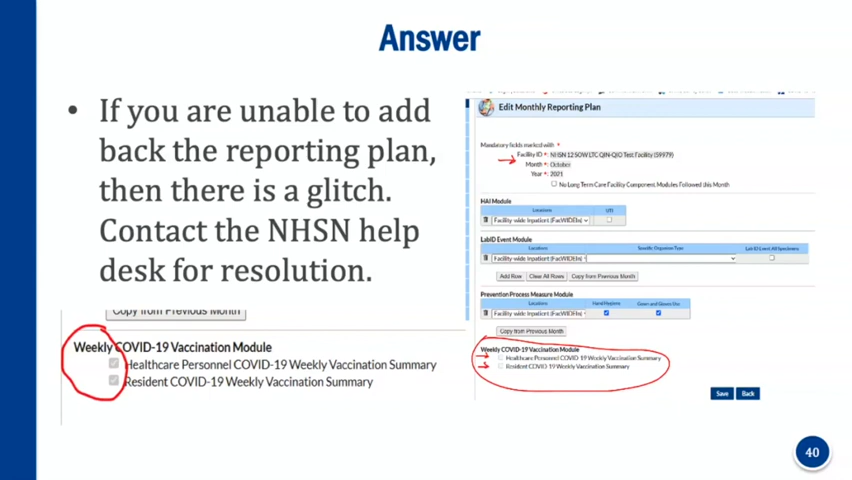 Answer
• If you are unable to add
back the reporting plan,
then there is a glitch.
Contact the NHSN help
desk for resolution.
Copy from Previous Month
Weekly COVID-19 Vaccination Module
Healthcare Personnel COVID-19 Weekly Vaccination Summary
Resident COVID-19 Weekly Vaccination Summary
Edit Monthly Reporting Plan
Mandatory fields marked with *
Facility ID *: NHSN 12 SOW LTC QIN-QIO Test Facility (59979)
Month *: October
Year *: 2021
No Long Term Care Facility Component Modules Followed this Month
HAI Module
Locations UTI
Facility-wide Inpatient (FacWIDEIn)
LabID Event Module
Locations Specific Organism Type Lab ID Event All Specimens
Facility-wide Inpatient (FacWIDEIn)
Add Row Clear All Rows Copy from Previous Month
Prevention Process Measure Module
Locations Hand Hygiene Gown and Gloves Use
Facility-wide Inpatient (FacWIDEIn)
Copy from Previous Month
Weekly COVID-19 Vaccination Module
Healthcare Personnel COVID-19 Weekly Vaccination Summary
Resident COVID-19 Weekly Vaccination Summary
Save Back
40